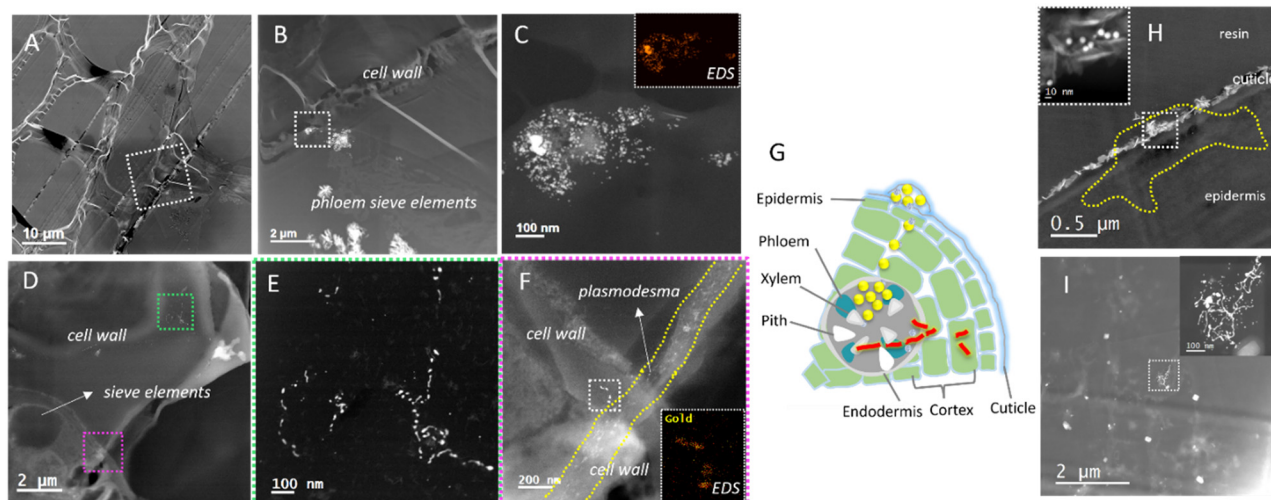 A
10 μm
B
cell wall
phloem sieve elements
2 μm
C
EDS
100 nm
D
cell wall
sieve elements
2 μm
E
100 nm
F
plasmodesma
cell wall
cell wall
Gold
200 nm
EDS
G
Epidermis
Phloem
Xylem
Pith
Endodermis
Cortex
Cuticle
H
resin
cuticle
10 nm
epidermis
0.5 μm
I
100 nm
2 μm